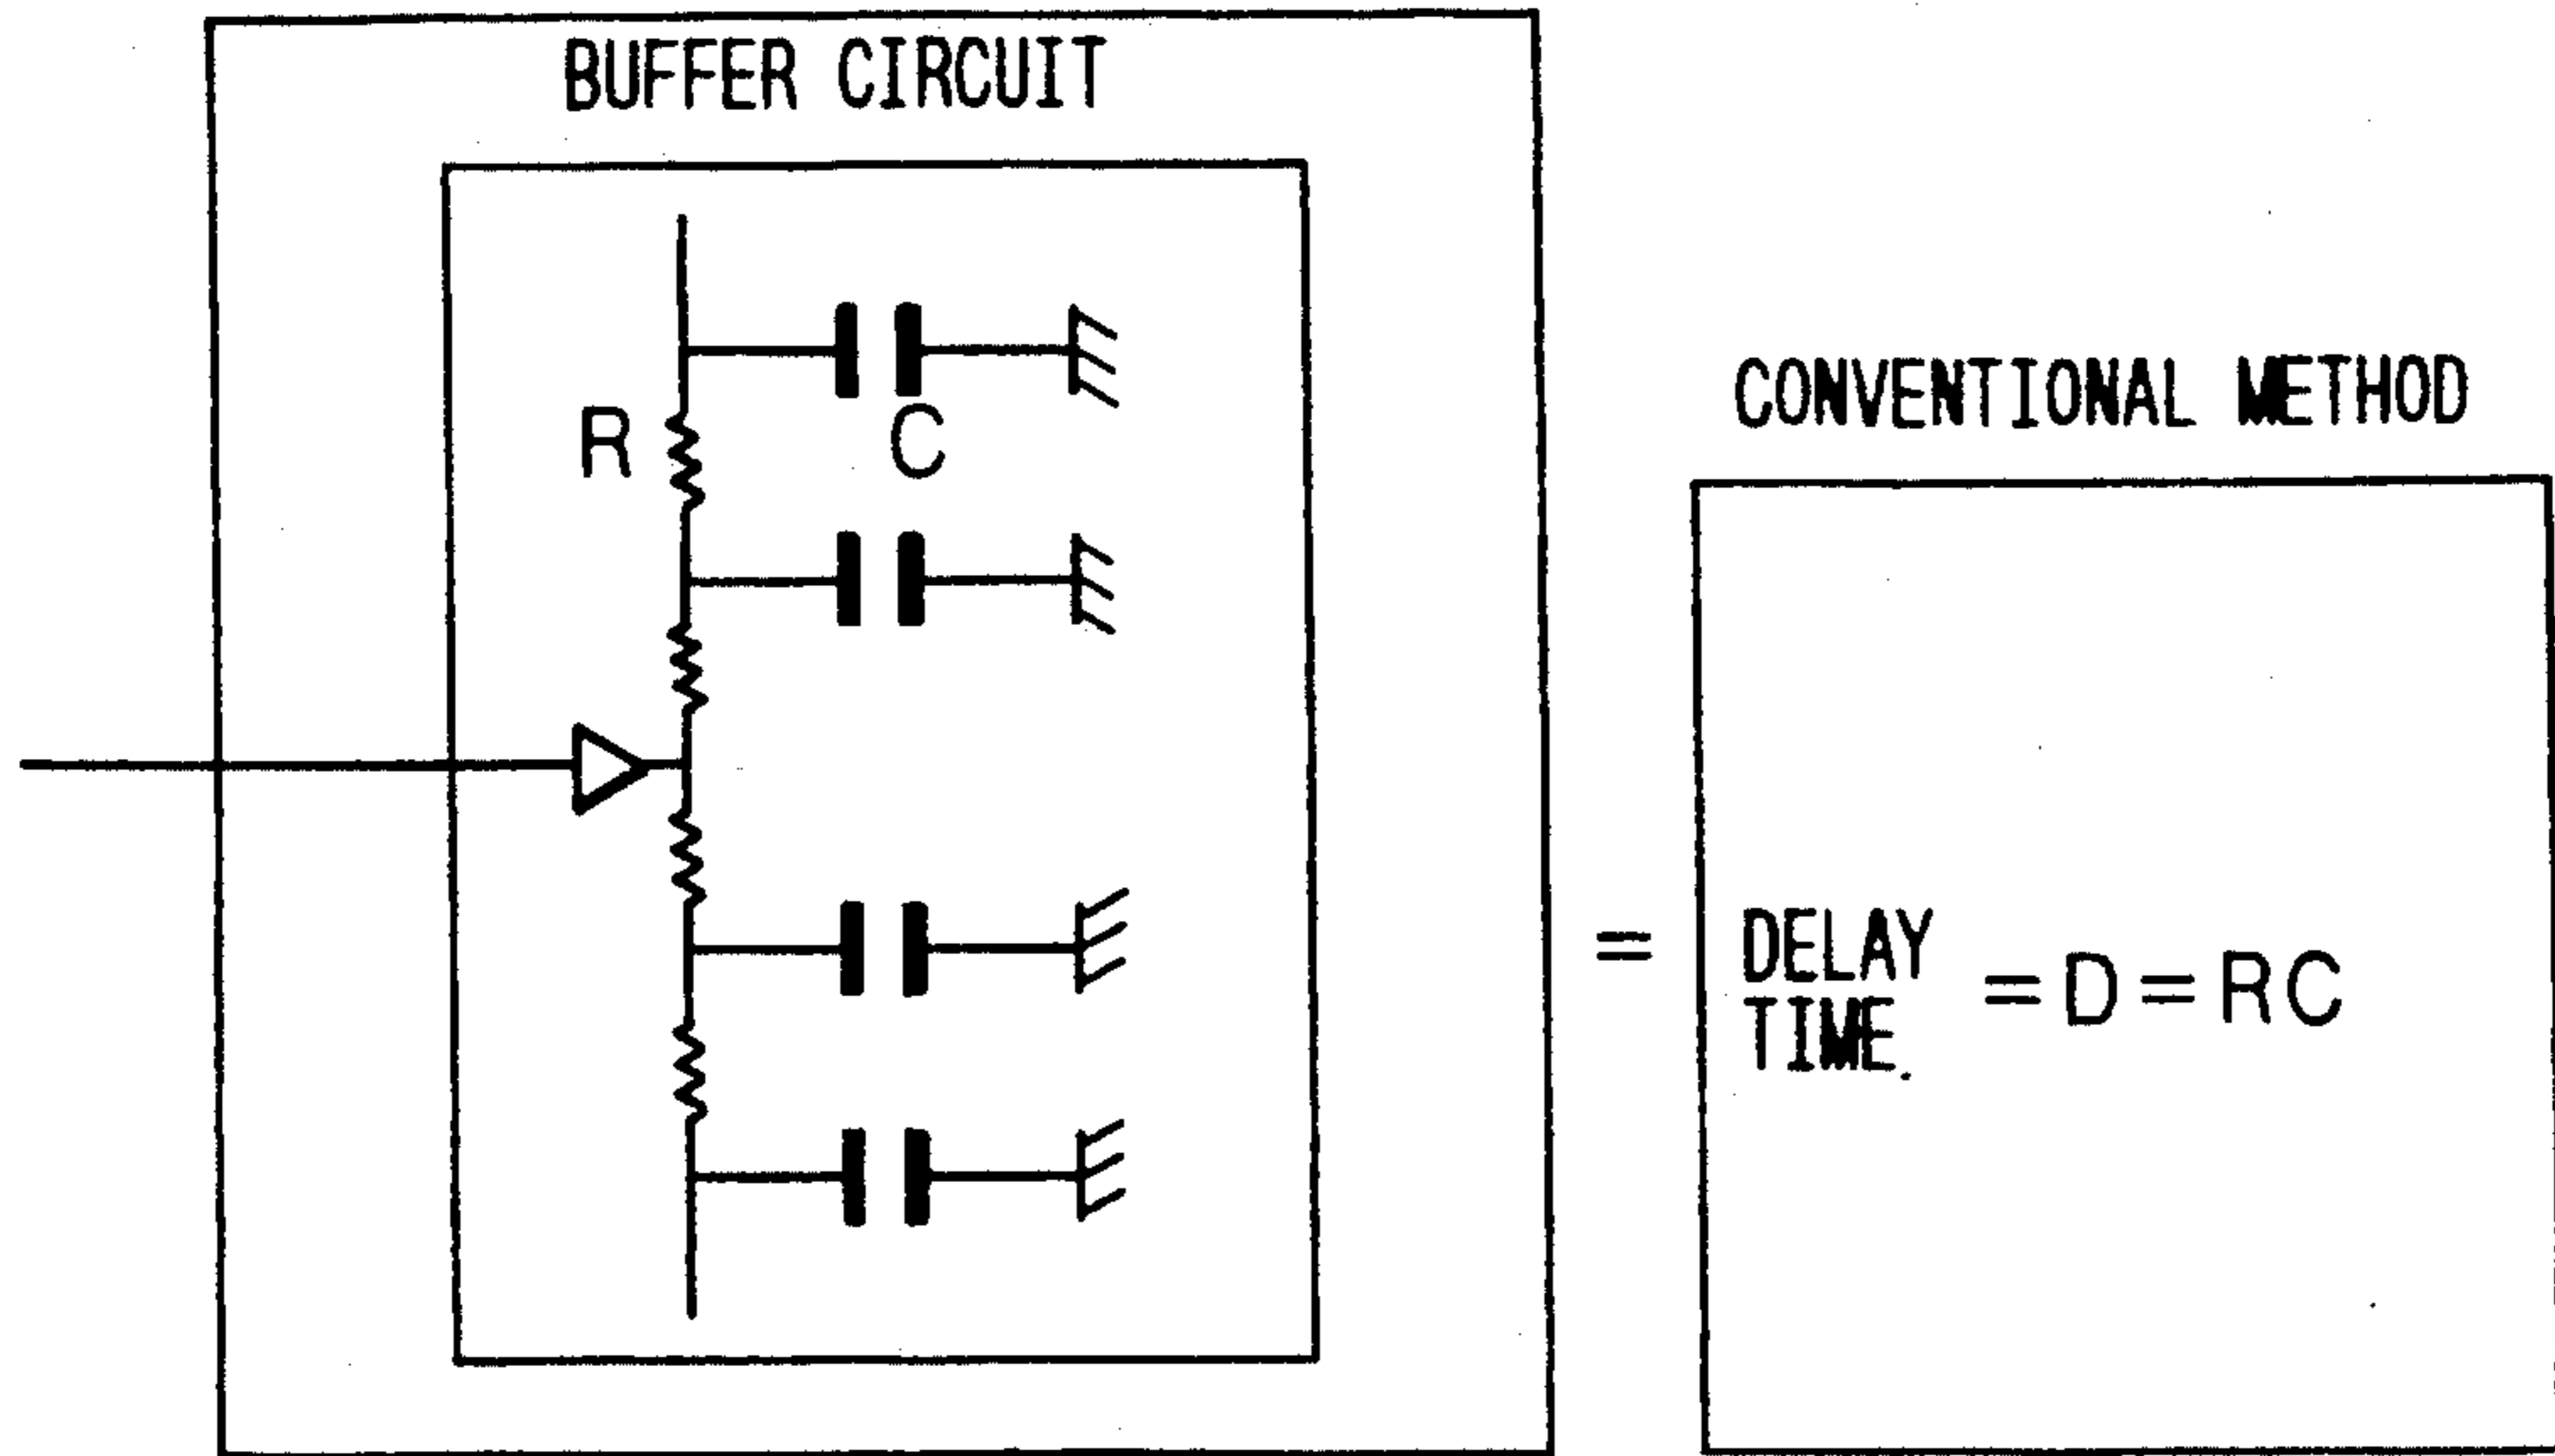 BUFFER CIRCUIT
R
C
CONVENTIONAL METHOD
=
DELAY
TIME = D = RC